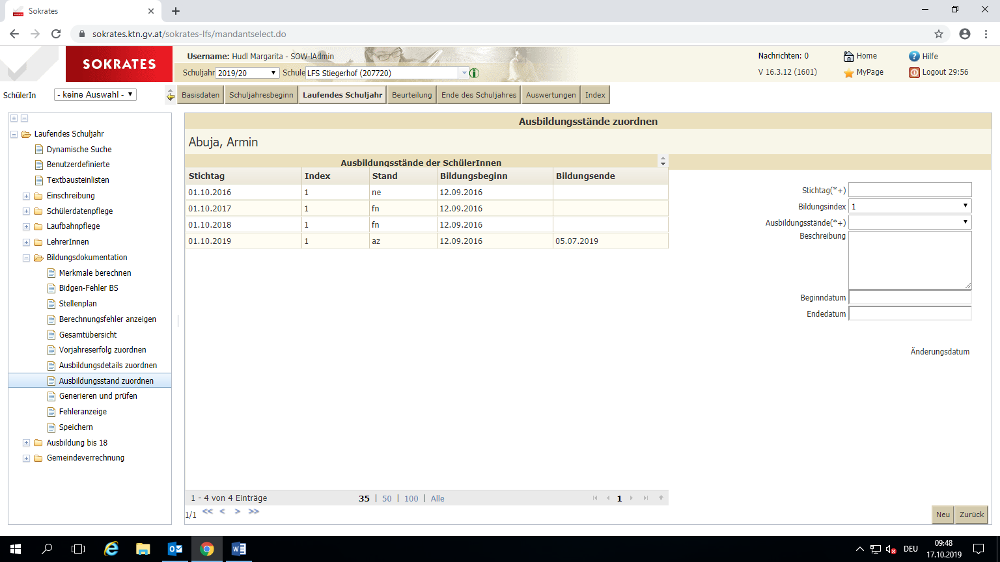 Sokrates
sokrates.ktn.gv.at/sokrates-lfs/mandantselect.do
SOKRATES
Username: Hudl Margarita - SOW-lAdmin
Nachrichten: 0
Home
Hilfe
Schuljahr 2019/20 Schule LFS Stiegerhof (207720)
V 16.3.12 (1601)
MyPage
Logout 29:56
SchülerIn - keine Auswahl -
Basisdaten Schuljahresbeginn Laufendes Schuljahr Beurteilung Ende des Schuljahres Auswertungen Index
Laufendes Schuljahr
Dynamische Suche
Benutzerdefinierte
Textbausteinlisten
Einschreibung
Schülerdatenpflege
Laufbahnpflege
LehrerInnen
Bildungsdokumentation
Merkmale berechnen
Bidgen-Fehler BS
Stellenplan
Berechnungsfehler anzeigen
Gesamtübersicht
Vorjahreserfolg zuordnen
Ausbildungsdetails zuordnen
Ausbildungsstand zuordnen
Generieren und prüfen
Fehleranzeige
Speichern
Ausbildung bis 18
Gemeindeverrechnung
Ausbildungsstände zuordnen
Abuja, Armin
Ausbildungsstände der SchülerInnen
Stichtag Index Stand Bildungsbeginn Bildungsende
01.10.2016 1 ne 12.09.2016
01.10.2017 1 fn 12.09.2016
01.10.2018 1 fn 12.09.2016
01.10.2019 1 az 12.09.2016 05.07.2019
Stichtag(*+)
Bildungsindex 1
Ausbildungsstände(*+)
Beschreibung
Beginndatum
Endedatum
Änderungsdatum
1 - 4 von 4 Einträge 35 | 50 | 100 | Alle 1
1/1 << < > >>
Neu Zurück
DEU
09:48
17.10.2019